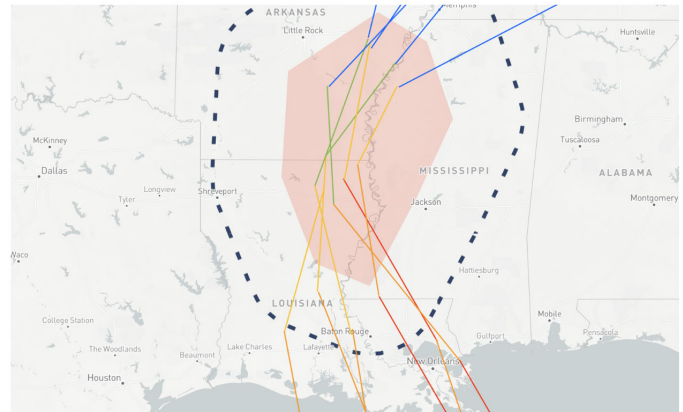 Memphis
ARKANSAS
Little Rock
Huntsville
Birmingham
McKinney
Tuscaloosa
Dallas
MISSISSIPPI
ALABAMA
Longview
Shreveport
Tyler
Jackson
Montgomery
Waco
Hattiesburg
LOUISIANA
Mobile
College Station
Baton Rouge
Pensacola
Gulfport
The Woodlands
Lake Charles
Lafayette
Beaumont
New Orleans
Houston